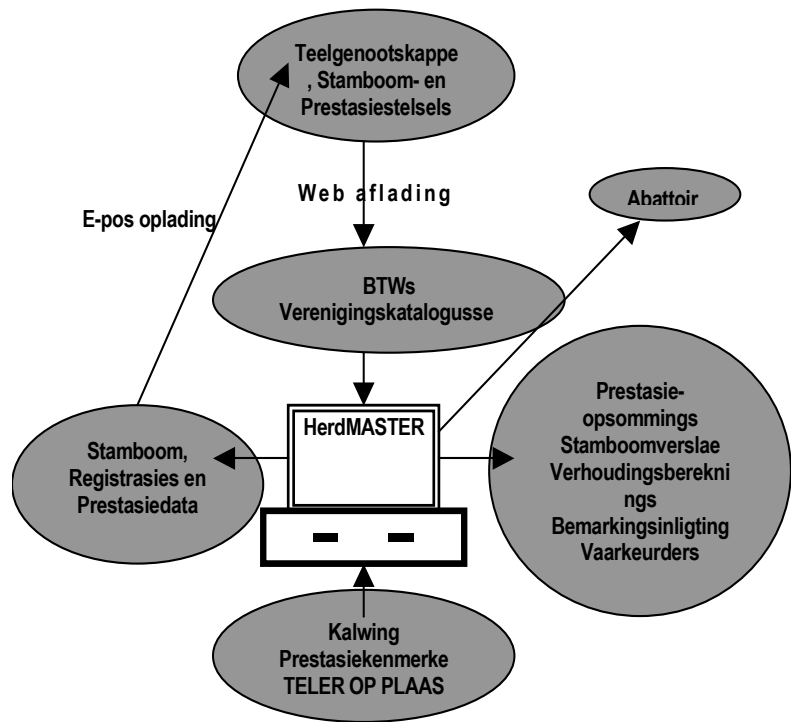 Teelgenootskappe
, Stamboom- en
Prestasiestelsels
Web aflading
Abattoir
E-pos oplading
BTWs
Verenigingskatalogusse
HerdMASTER
Stamboom,
Registrasies en
Prestasiedata
Prestasie-
opsommings
Stamboomverslae
Verhoudingsberekni
ngs
Bemarkingsinligting
Vaarkeurders
Kalwing
Prestasiekenmerke
TELER OP PLAAS